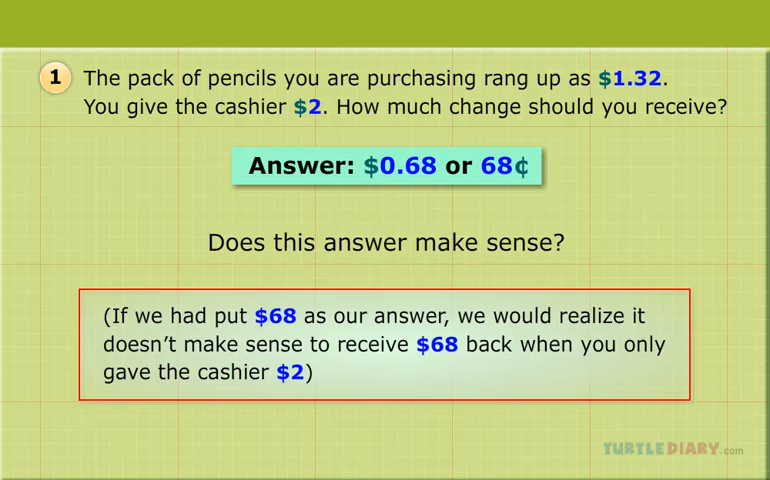 1 The pack of pencils you are purchasing rang up as $1.32.
You give the cashier $2. How much change should you receive?
Answer: $0.68 or 68¢
Does this answer make sense?
(If we had put $68 as our answer, we would realize it
doesn’t make sense to receive $68 back when you only
gave the cashier $2)
TURTLEDIARY.com